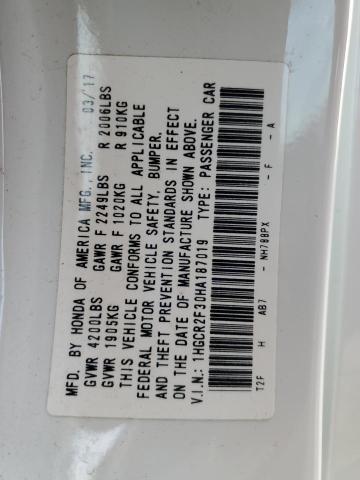 MFD. BY HONDA OF AMERICA MFG., INC. 03/17
GVWR 4200LBS GAWR F 2249LBS R 2006LBS
GVWR 1905KG GAWR F 1020KG R 910KG
THIS VEHICLE CONFORMS TO ALL APPLICABLE
FEDERAL MOTOR VEHICLE SAFETY, BUMPER,
AND THEFT PREVENTION STANDARDS IN EFFECT
ON THE DATE OF MANUFACTURE SHOWN ABOVE.
V.I.N.: 1HGCR2F30HA187019 TYPE: PASSENGER CAR
T2F H AB7 - NH788PX - F - A